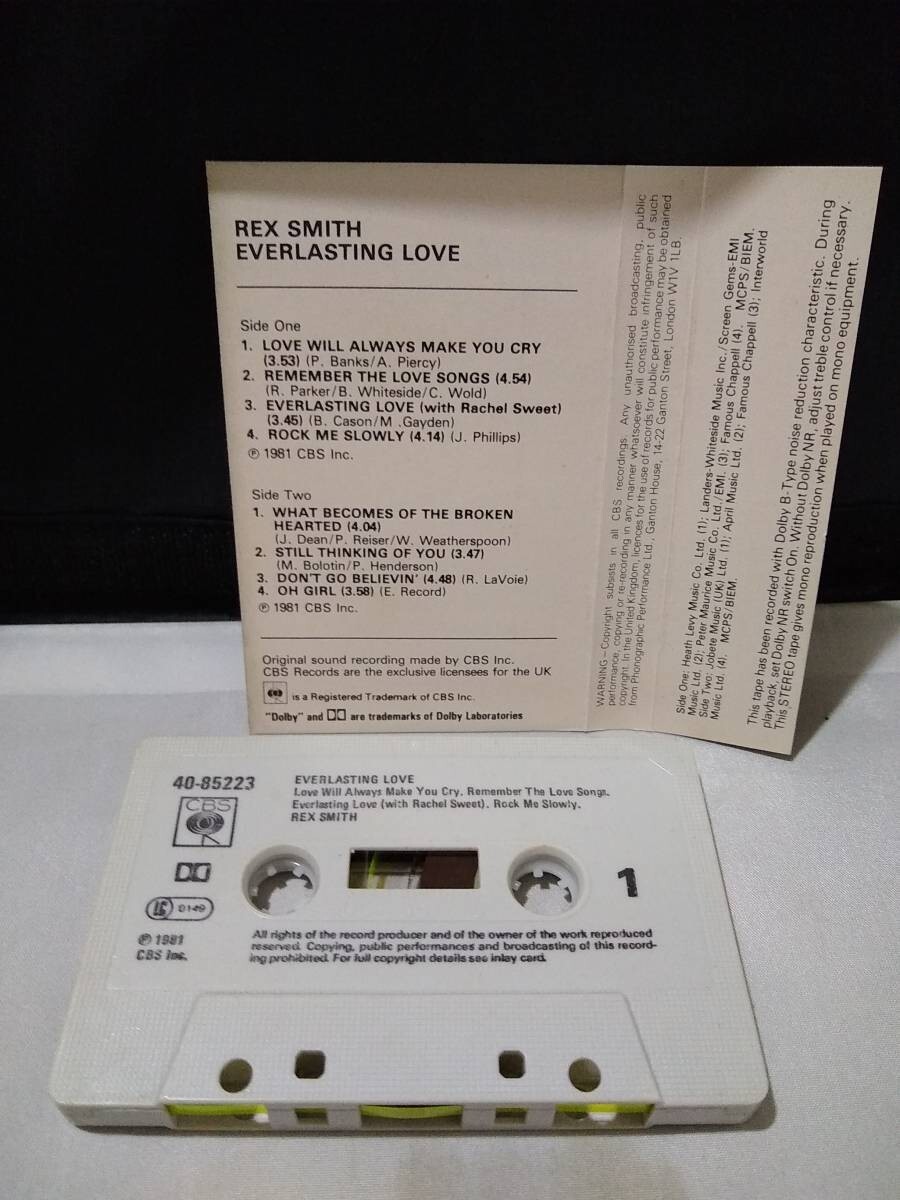 REX SMITH
EVERLASTING LOVE
Side One
1. LOVE WILL ALWAYS MAKE YOU CRY
(3.53) (P. Banks/A. Piercy)
2. REMEMBER THE LOVE SONGS (4.54)
(R. Parker/B. Whiteside/C. Wold)
3. EVERLASTING LOVE (with Rachel Sweet)
(3.45) (B. Cason/M .Gayden)
4. ROCK ME SLOWLY (4.14) (J. Phillips)
℗ 1981 CBS Inc.
Side Two
1. WHAT BECOMES OF THE BROKEN
HEARTED (4.04)
(J. Dean/P. Reiser/W. Weatherspoon)
2. STILL THINKING OF YOU (3.47)
(M. Bolotin/P. Henderson)
3. DON'T GO BELIEVIN' (4.48) (R. LaVoie)
4. OH GIRL (3.58) (E. Record)
℗ 1981 CBS Inc.
Original sound recording made by CBS Inc.
CBS Records are the exclusive licensees for the UK
is a Registered Trademark of CBS Inc.
"Dolby" and are trademarks of Dolby Laboratories
WARNING – Copyright subsists in all CBS recordings. Any unauthorised broadcasting, public
performance, copying or re-recording in any manner whatsoever will constitute infringement of such
copyright. In the United Kingdom, licences for the use of records for public performance may be obtained
from Phonographic Performance Ltd., Ganton House, 14-22 Ganton Street, London W1V 1LB.
Side One: Heath Levy Music Co. Ltd. (1); Landers-Whiteside Music Inc./Screen Gems-EMI
Music Ltd. (2); Peter Maurice Music Co. Ltd./EMI. (3); Famous Chappell (4). MCPS/BIEM.
Side Two: Jobete Music (UK) Ltd. (1); April Music Ltd. (2); Famous Chappell (3); Interworld
Music Ltd. (4). MCPS/BIEM.
This tape has been recorded with Dolby B-Type noise reduction characteristic. During
playback, set Dolby NR switch On. Without Dolby NR, adjust treble control if necessary.
This STEREO tape gives mono reproduction when played on mono equipment.
40-85223
CBS
LC 0149
℗ 1981
CBS Inc.
EVERLASTING LOVE
Love Will Always Make You Cry. Remember The Love Songs.
Everlasting Love (with Rachel Sweet). Rock Me Slowly.
REX SMITH
1
All rights of the record producer and of the owner of the work reproduced
reserved. Copying, public performances and broadcasting of this record-
ing prohibited. For full copyright details see inlay card.